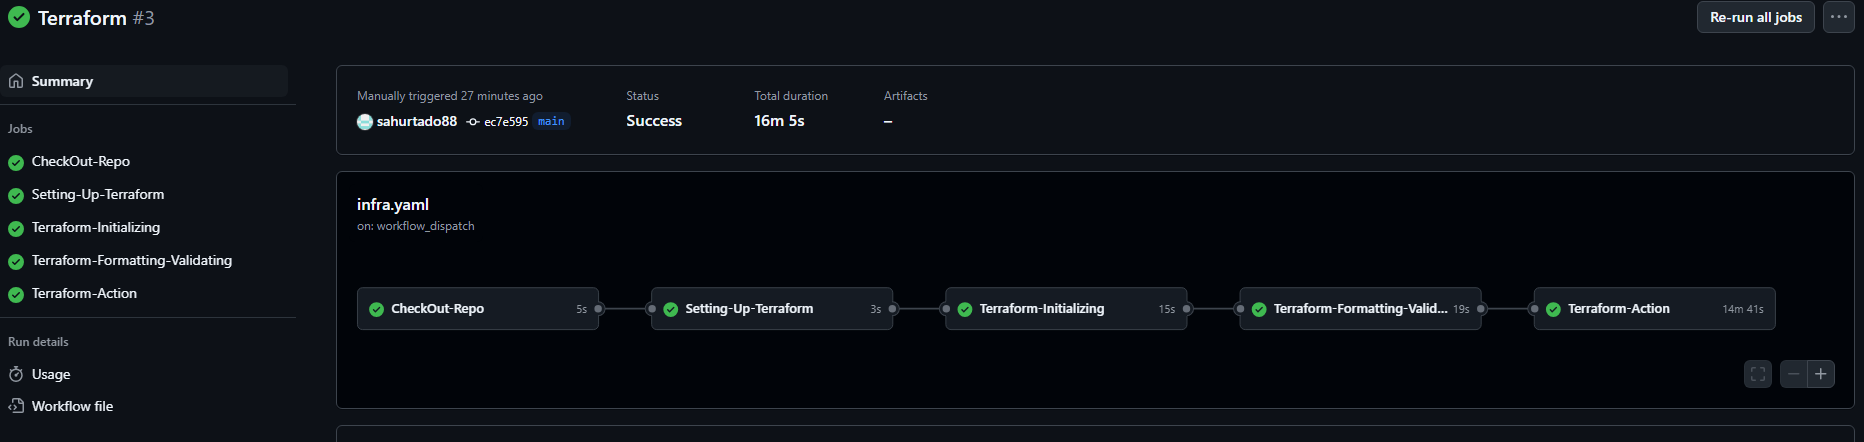 Terraform #3
Re-run all jobs
Summary
Jobs
CheckOut-Repo
Setting-Up-Terraform
Terraform-Initializing
Terraform-Formatting-Validating
Terraform-Action
Run details
Usage
Workflow file
Manually triggered 27 minutes ago
sahurtado88 ec7e595 main
Status
Success
Total duration
16m 5s
Artifacts
–
infra.yaml
on: workflow_dispatch
CheckOut-Repo 5s
Setting-Up-Terraform 3s
Terraform-Initializing 15s
Terraform-Formatting-Valid... 19s
Terraform-Action 14m 41s